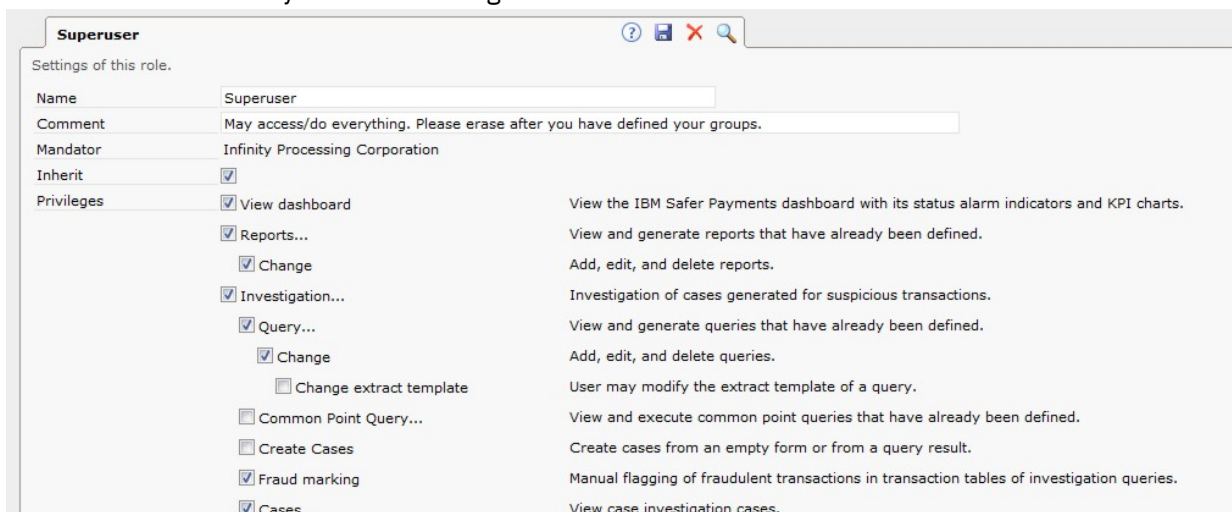 Superuser
Settings of this role.
Name Superuser
Comment May access/do everything. Please erase after you have defined your groups.
Mandator Infinity Processing Corporation
Inherit
Privileges View dashboard View the IBM Safer Payments dashboard with its status alarm indicators and KPI charts.
Reports... View and generate reports that have already been defined.
Change Add, edit, and delete reports.
Investigation... Investigation of cases generated for suspicious transactions.
Query... View and generate queries that have already been defined.
Change Add, edit, and delete queries.
Change extract template User may modify the extract template of a query.
Common Point Query... View and execute common point queries that have already been defined.
Create Cases Create cases from an empty form or from a query result.
Fraud marking Manual flagging of fraudulent transactions in transaction tables of investigation queries.
Cases View case investigation cases.